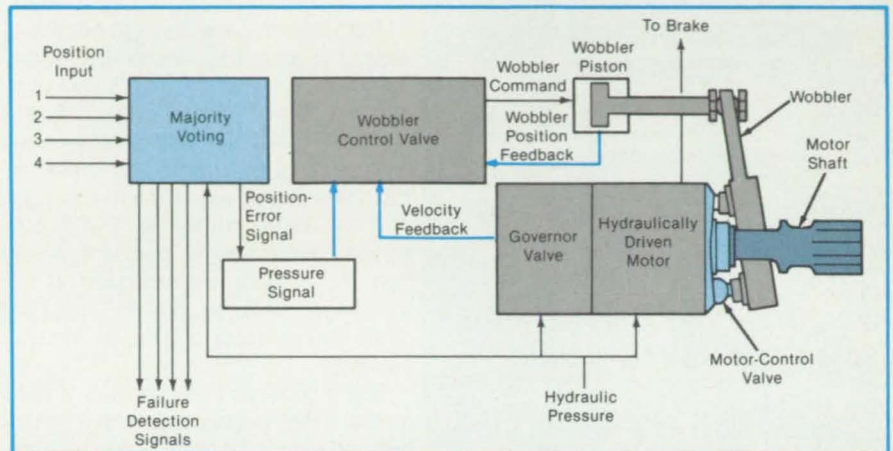 To Brake
Position
Input
1
2
3
4
Majority
Voting
Wobbler
Control Valve
Wobbler
Command
Wobbler
Position
Feedback
Wobbler
Piston
Wobbler
Motor
Shaft
Position-
Error
Signal
Pressure Signal
Velocity
Feedback
Governor
Valve
Hydraulically
Driven
Motor
Motor-Control
Valve
Hydraulic
Pressure
Failure
Detection
Signals